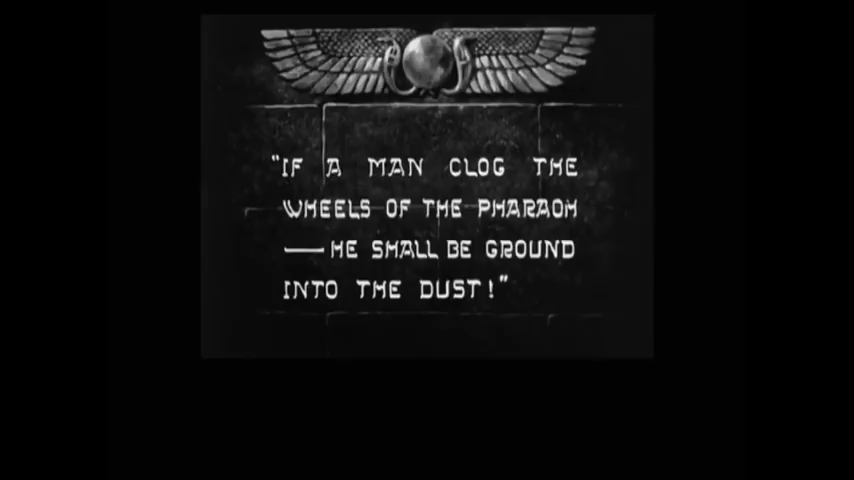 "IF A MAN CLOG THE
WHEELS OF THE PHARAOH
—HE SHALL BE GROUND
INTO THE DUST!"